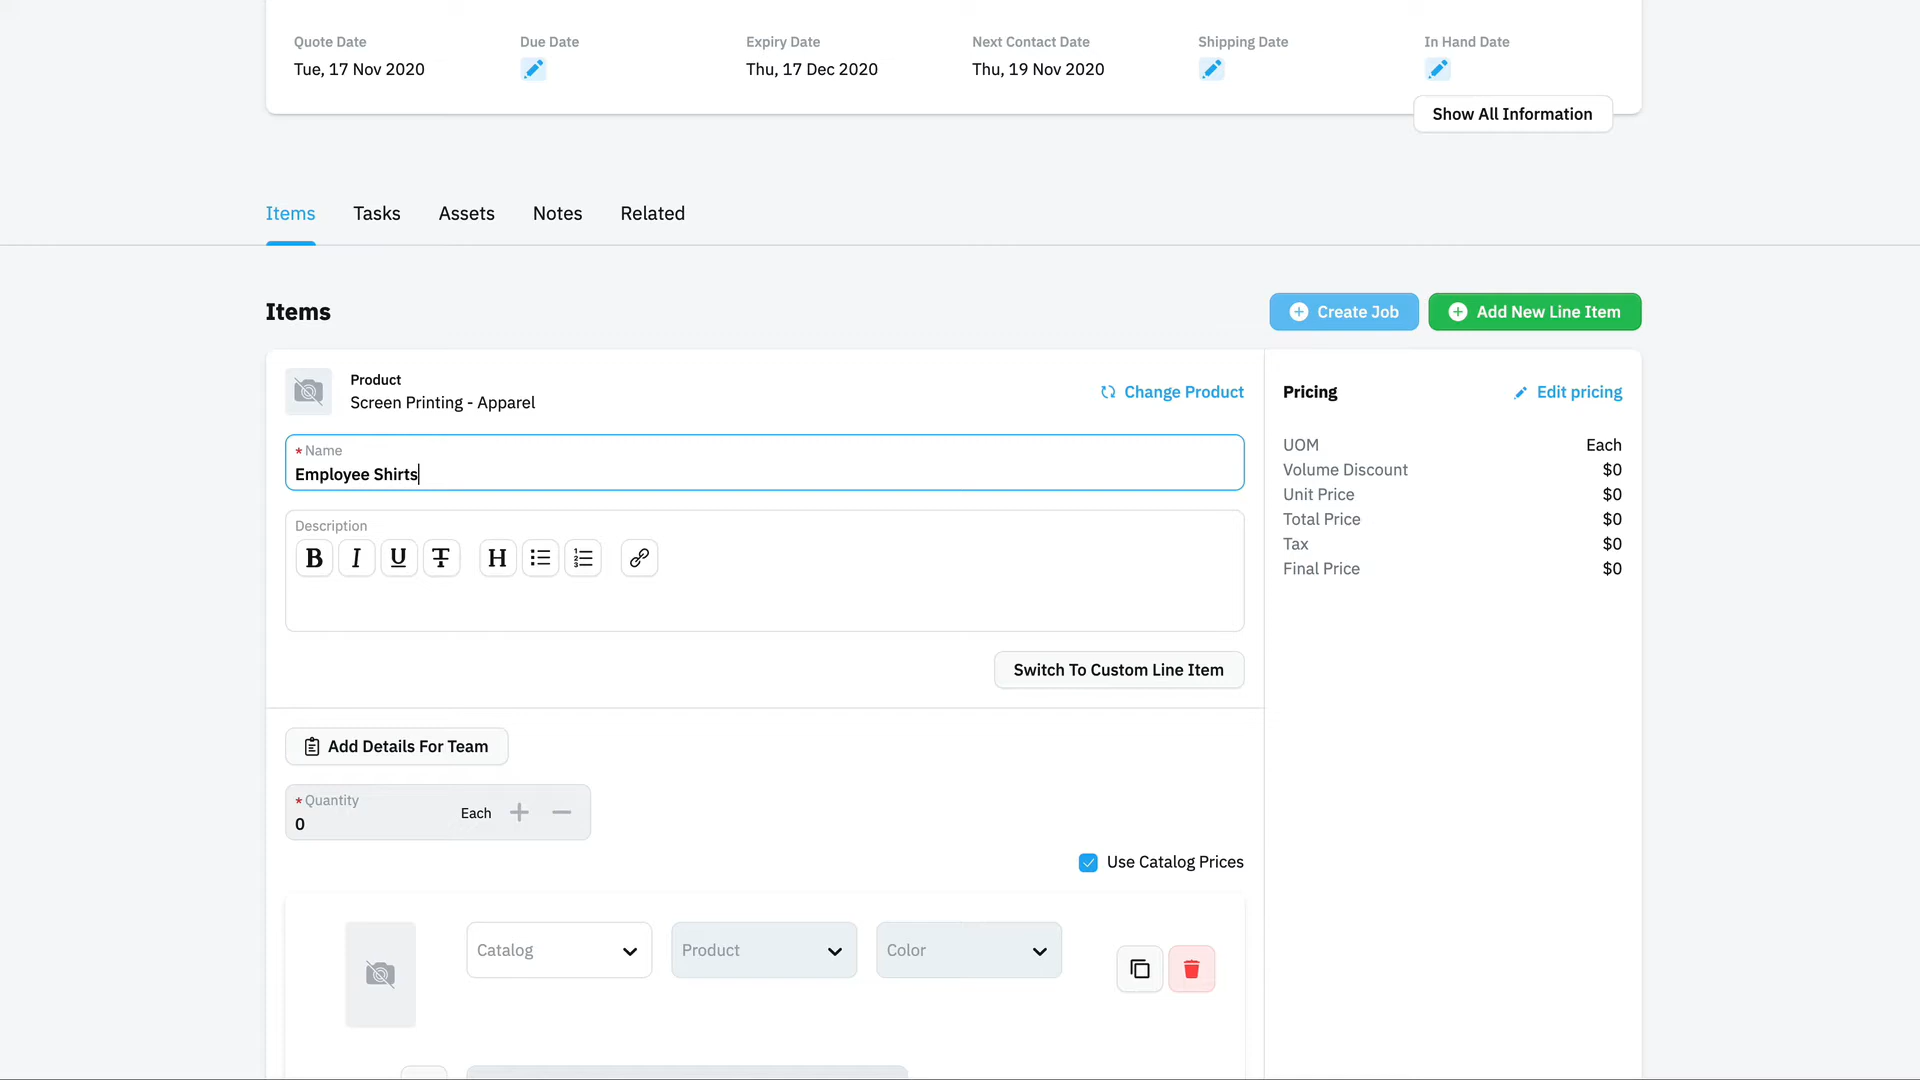 Quote Date
Due Date
Expiry Date
Next Contact Date
Shipping Date
In Hand Date
Tue, 17 Nov 2020
Thu, 17 Dec 2020
Thu, 19 Nov 2020
Show All Information
Items
Tasks
Assets
Notes
Related
Items
Create Job
Add New Line Item
Product
Screen Printing - Apparel
Change Product
* Name
Employee Shirts
Description
B I U T H
Switch To Custom Line Item
Pricing
Edit pricing
UOM Each
Volume Discount $0
Unit Price $0
Total Price $0
Tax $0
Final Price $0
Add Details For Team
* Quantity
0
Each
Use Catalog Prices
Catalog
Product
Color